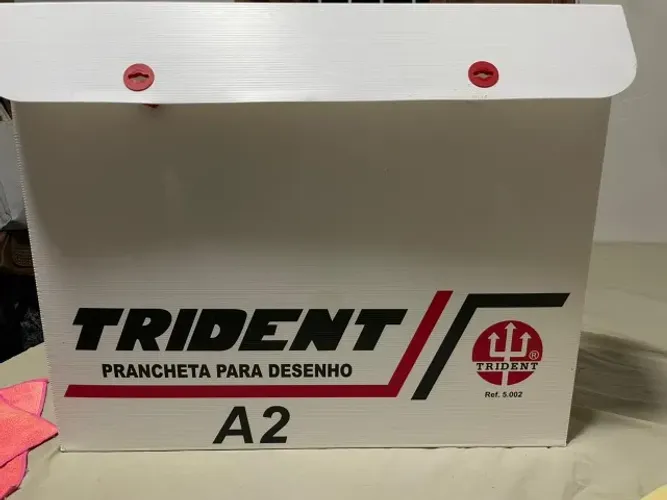 TRIDENT
PRANCHETA PARA DESENHO
A2
TRIDENT®
Ref. 5.002